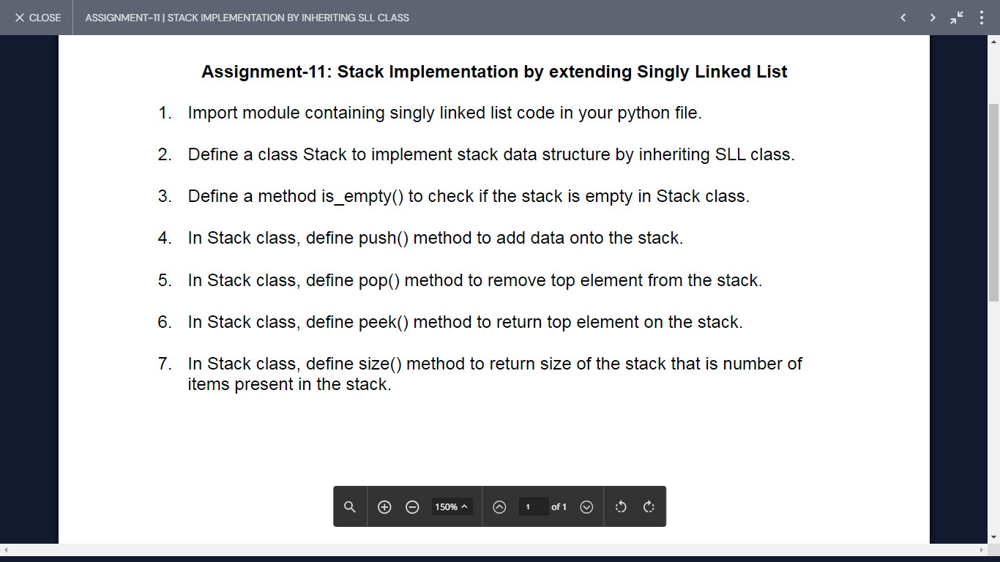 CLOSE
ASSIGNMENT-11 | STACK IMPLEMENTATION BY INHERITING SLL CLASS
Assignment-11: Stack Implementation by extending Singly Linked List
1. Import module containing singly linked list code in your python file.
2. Define a class Stack to implement stack data structure by inheriting SLL class.
3. Define a method is_empty() to check if the stack is empty in Stack class.
4. In Stack class, define push() method to add data onto the stack.
5. In Stack class, define pop() method to remove top element from the stack.
6. In Stack class, define peek() method to return top element on the stack.
7. In Stack class, define size() method to return size of the stack that is number of
items present in the stack.
150% 1 of 1